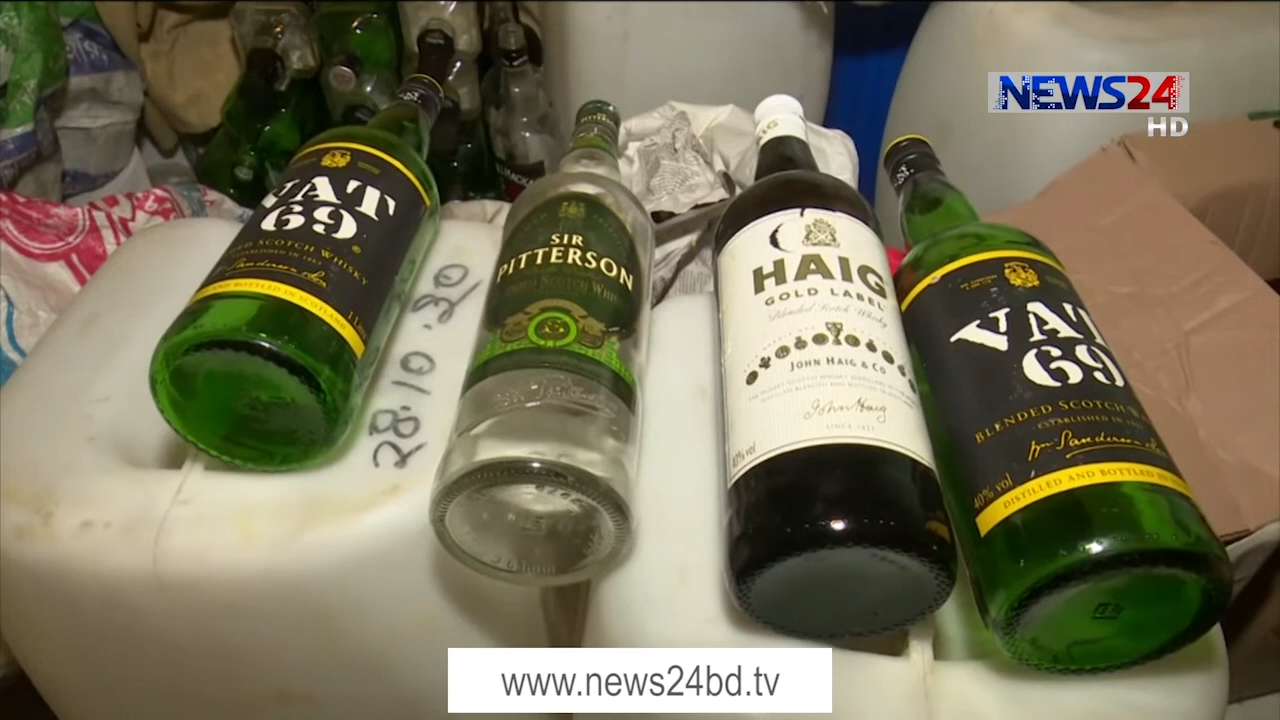 NEWS24
HD
VAT
69
BLENDED SCOTCH WHISKY
ESTABLISHED IN 1863
AND BOTTLED IN SCOTLAND
28.10.20
SIR
PITTERSON
HAIG
GOLD LABEL
Blended Scotch Whisky
JOHN HAIG & CO
John Haig
40% vol
VAT
69
BLENDED SCOTCH
ESTABLISHED IN
40% vol
DISTILLED AND BOTTLED
www.news24bd.tv